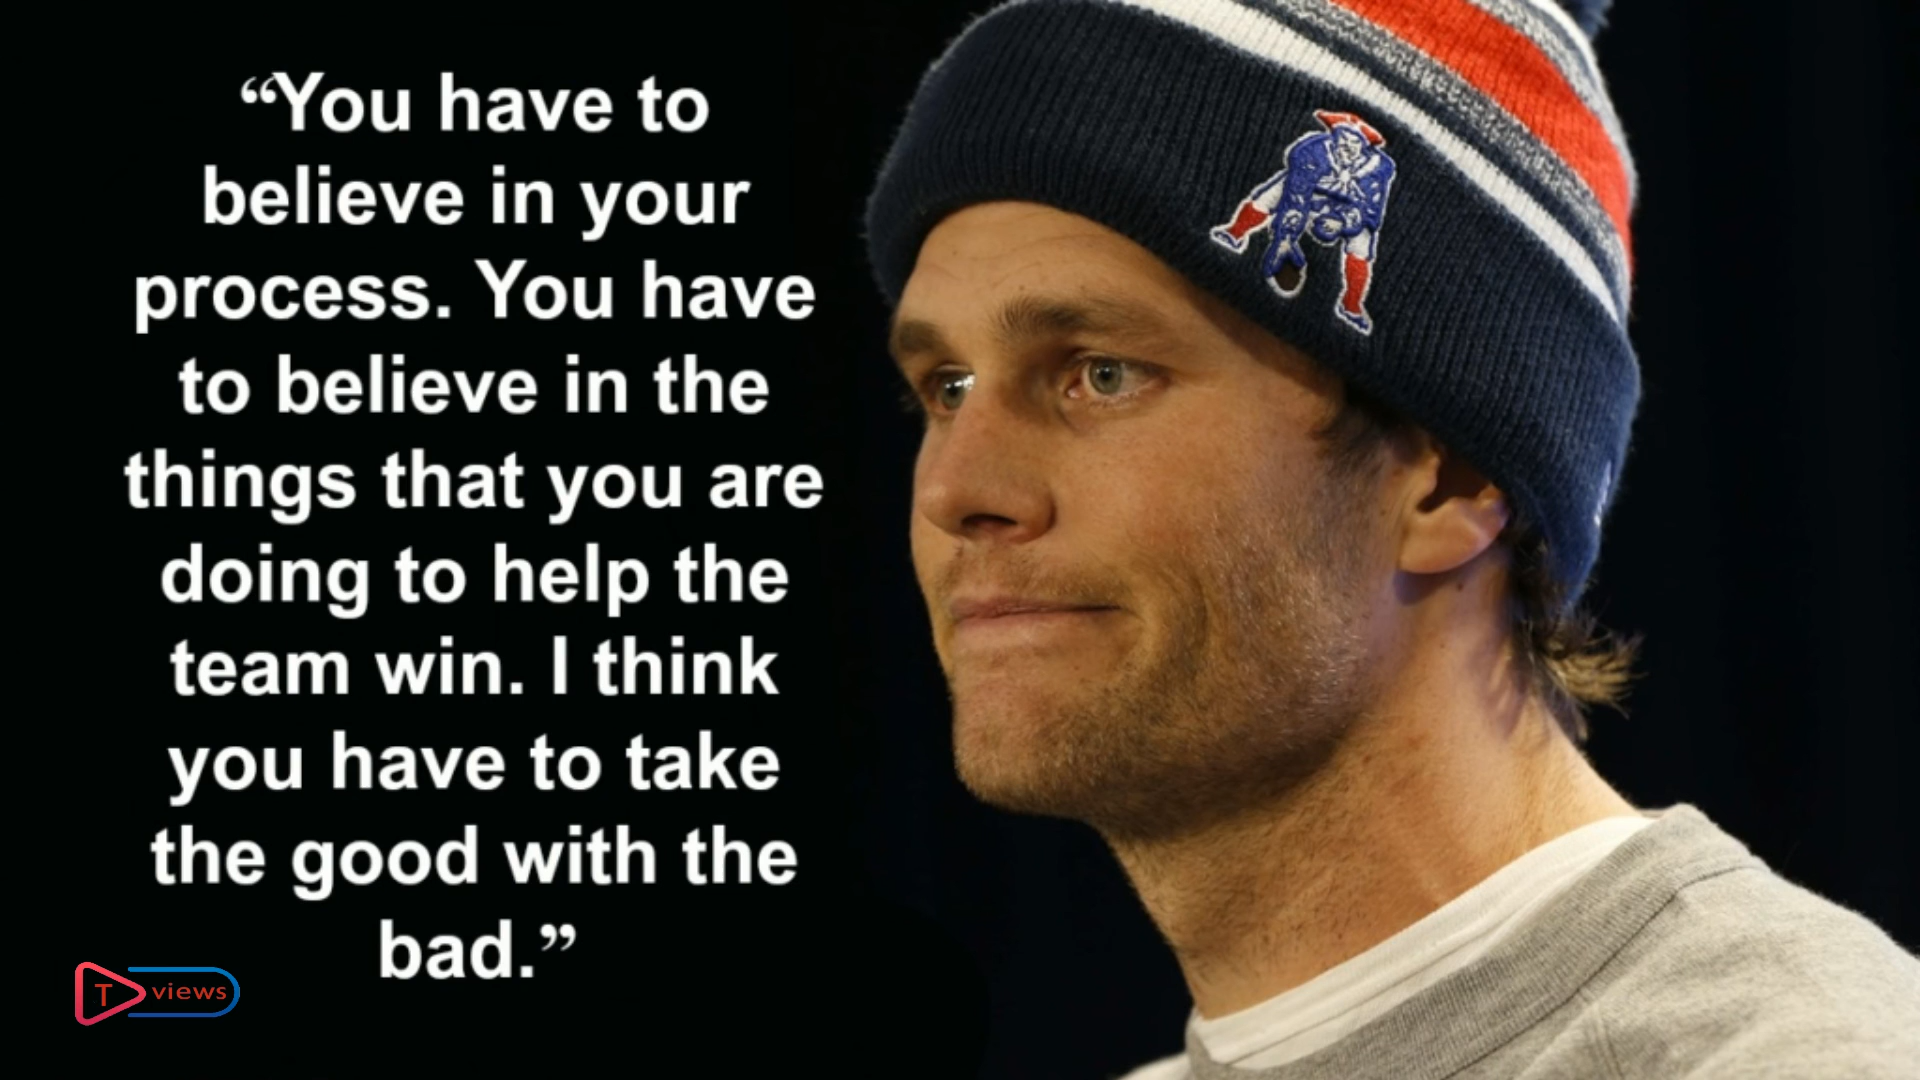 “You have to
believe in your
process. You have
to believe in the
things that you are
doing to help the
team win. I think
you have to take
the good with the
bad.”
T views